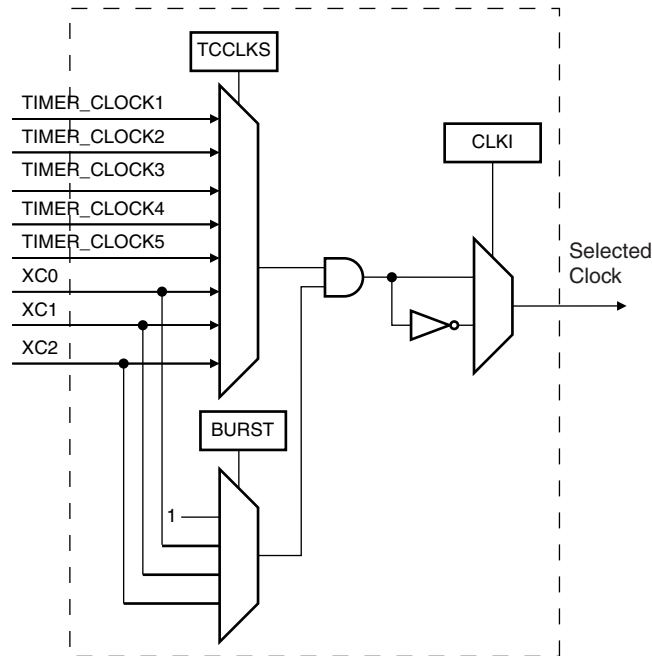 TCCLKS
TIMER_CLOCK1
TIMER_CLOCK2
TIMER_CLOCK3
TIMER_CLOCK4
TIMER_CLOCK5
XC0
XC1
XC2
CLKI
Selected
Clock
BURST
1